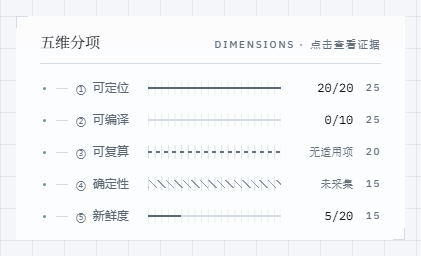 五维分项 DIMENSIONS · 点击查看证据
① 可定位 20/20 25
② 可编译 0/10 25
③ 可复算 无适用项 20
④ 确定性 未采集 15
⑤ 新鲜度 5/20 15